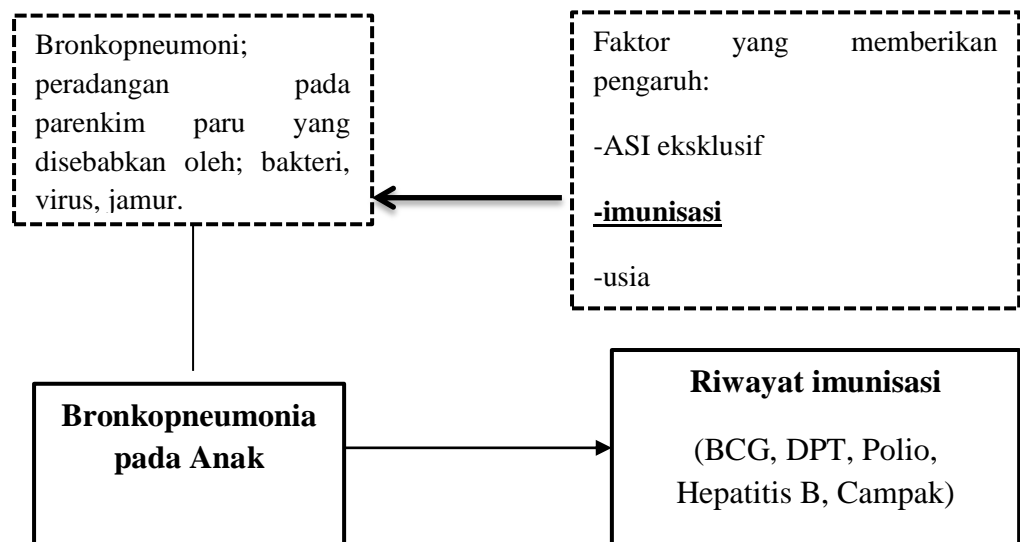 Bronkopneumoni;
peradangan pada
parenkim paru yang
disebabkan oleh; bakteri,
virus, jamur.
Faktor yang memberikan
pengaruh:
-ASI eksklusif
-imunisasi
-usia
Bronkopneumonia
pada Anak
Riwayat imunisasi
(BCG, DPT, Polio,
Hepatitis B, Campak)